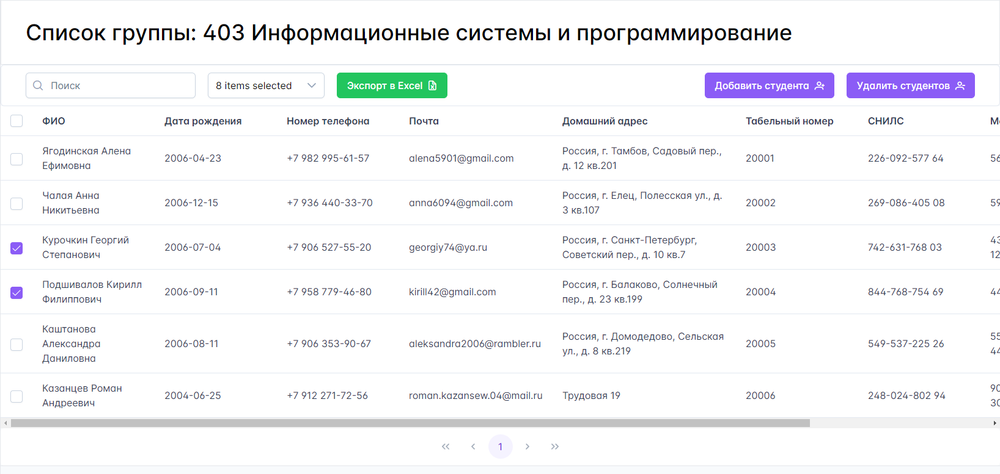 Список группы: 403 Информационные системы и программирование
Поиск
8 items selected
Экспорт в Excel
Добавить студента
Удалить студентов
ФИО Дата рождения Номер телефона Почта Домашний адрес Табельный номер СНИЛС
Ягодинская Алена
Ефимовна
2006-04-23
+7 982 995-61-57
alena5901@gmail.com
Россия, г. Тамбов, Садовый пер.,
д. 12 кв.201
20001
226-092-577 64
56
Чалая Анна
Никитьевна
2006-12-15
+7 936 440-33-70
anna6094@gmail.com
Россия, г. Елец, Полесская ул., д.
3 кв.107
20002
269-086-405 08
59
Курочкин Георгий
Степанович
2006-07-04
+7 906 527-55-20
georgiy74@ya.ru
Россия, г. Санкт-Петербург,
Советский пер., д. 10 кв.7
20003
742-631-768 03
43
12
Подшивалов Кирилл
Филиппович
2006-09-11
+7 958 779-46-80
kirill42@gmail.com
Россия, г. Балаково, Солнечный
пер., д. 23 кв.199
20004
844-768-754 69
44
Каштанова
Александра
Даниловна
2006-08-11
+7 906 353-90-67
aleksandra2006@rambler.ru
Россия, г. Домодедово, Сельская
ул., д. 8 кв.219
20005
549-537-225 26
55
44
Казанцев Роман
Андреевич
2004-06-25
+7 912 271-72-56
roman.kazansew.04@mail.ru
Трудовая 19
20006
248-024-802 94
90
30
1